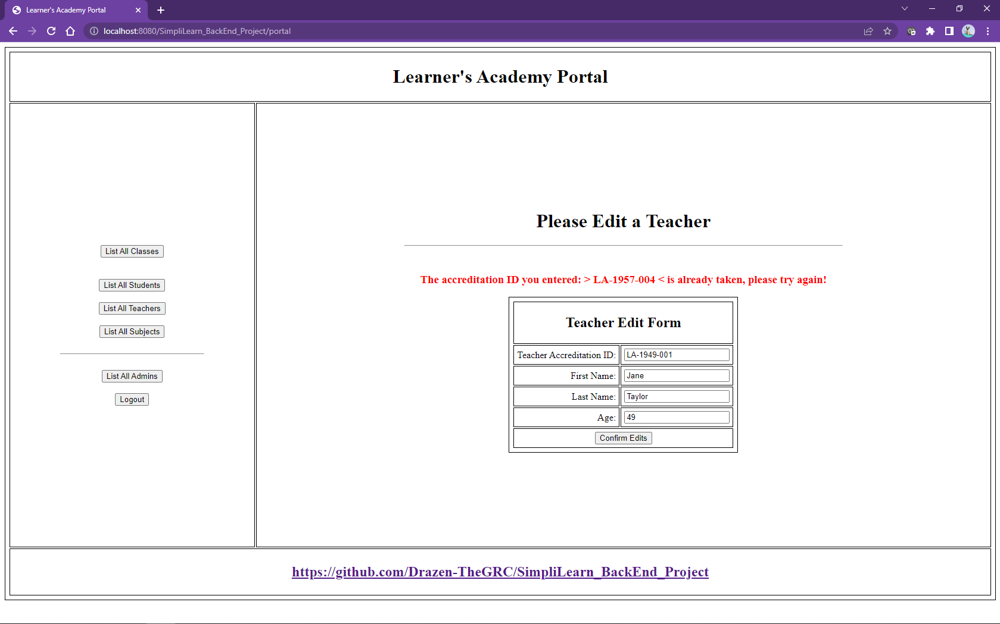 Learner's Academy Portal
localhost:8080/SimpliLearn_BackEnd_Project/portal
Learner's Academy Portal
List All Classes
List All Students
List All Teachers
List All Subjects
List All Admins
Logout
Please Edit a Teacher
The accreditation ID you entered: > LA-1957-004 < is already taken, please try again!
Teacher Edit Form
Teacher Accreditation ID: LA-1949-001
First Name: Jane
Last Name: Taylor
Age: 49
Confirm Edits
https://github.com/Drazen-TheGRC/SimpliLearn_BackEnd_Project